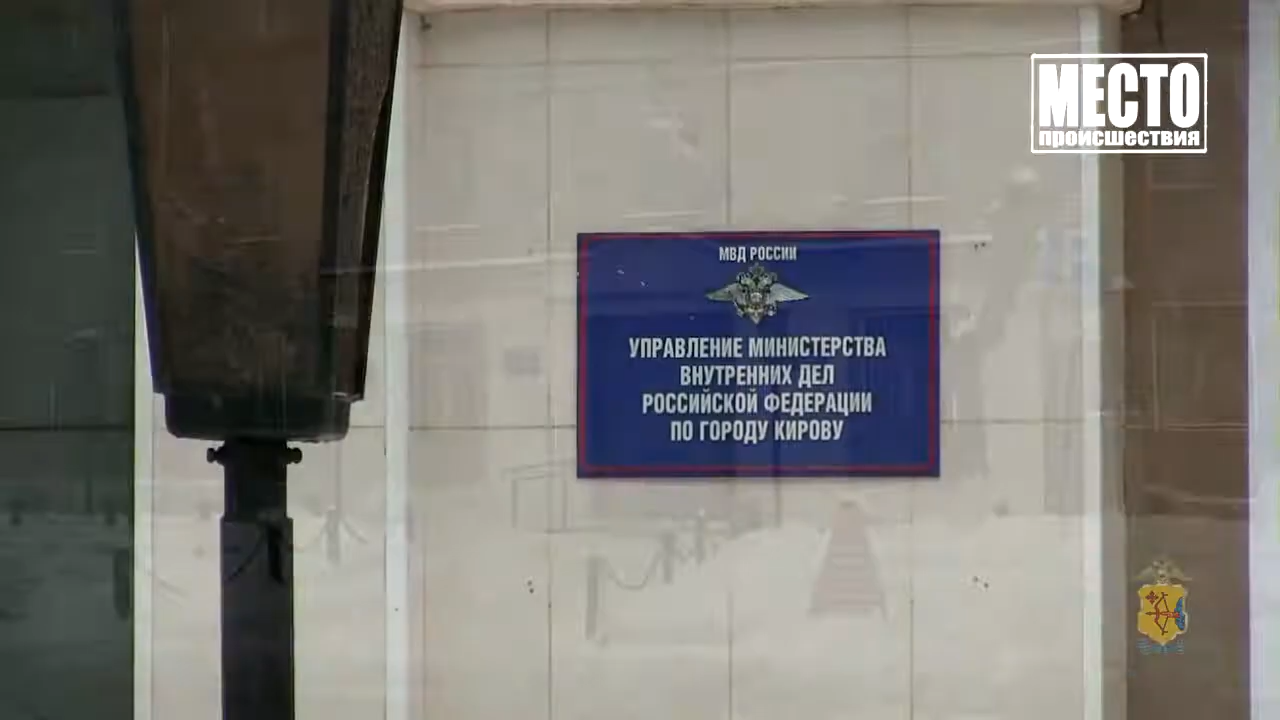 МЕСТО
происшествия
МВД РОССИИ
УПРАВЛЕНИЕ МИНИСТЕРСТВА
ВНУТРЕННИХ ДЕЛ
РОССИЙСКОЙ ФЕДЕРАЦИИ
ПО ГОРОДУ КИРОВУ